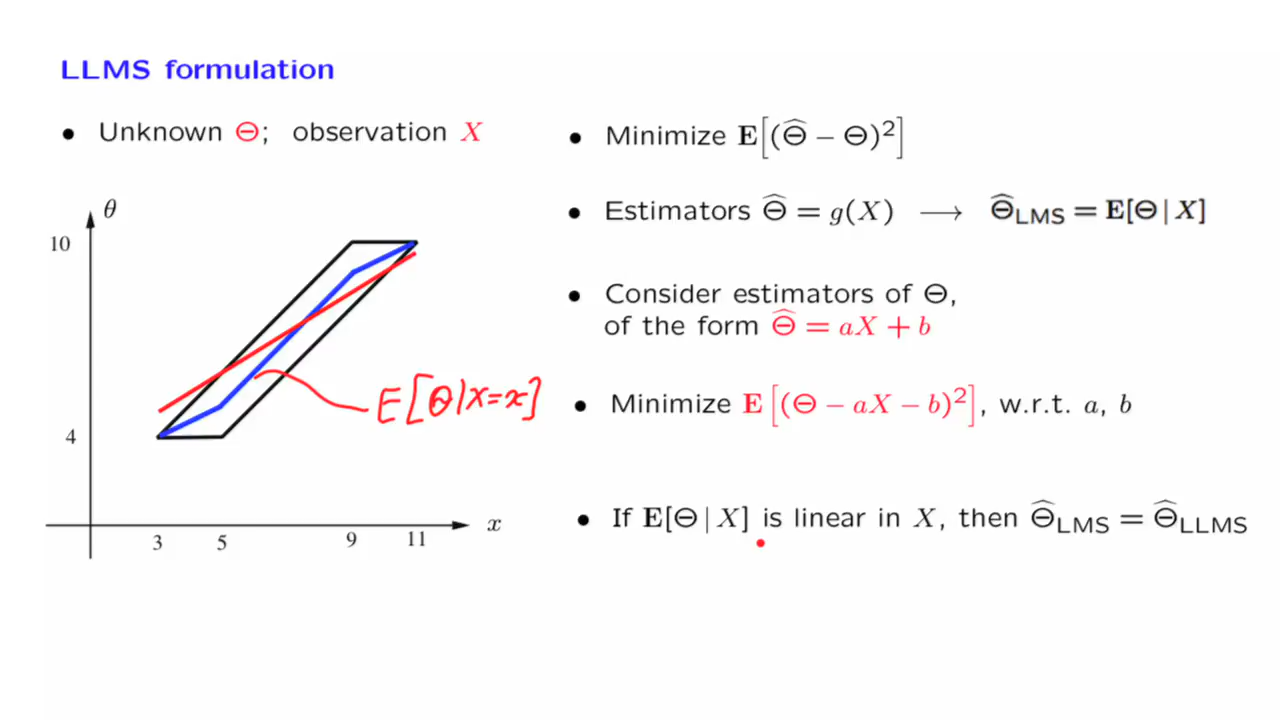 LLMS formulation
• Unknown Θ; observation X
θ
10
4
3 5 9 11 x
E[Θ|X=x]
• Minimize E[(Θ̂ − Θ)²]
• Estimators Θ̂ = g(X) ⟶ Θ̂_LMS = E[Θ | X]
• Consider estimators of Θ,
of the form Θ̂ = aX + b
• Minimize E[(Θ − aX − b)²], w.r.t. a, b
• If E[Θ | X] is linear in X, then Θ̂_LMS = Θ̂_LLMS